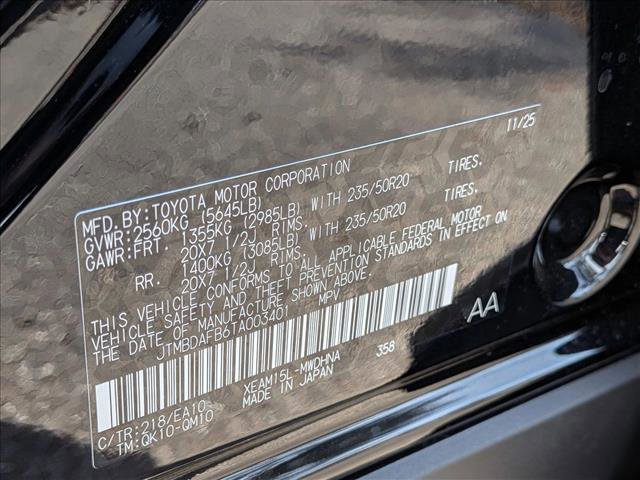 11/25
MFD. BY: TOYOTA MOTOR CORPORATION
GVWR: 2560KG (5645LB)
GAWR: FRT. 1355KG (2985LB) WITH 235/50R20 TIRES.
20X7 1/2J RIMS.
RR. 1400KG (3085LB) WITH 235/50R20 TIRES.
20X7 1/2J RIMS.
THIS VEHICLE CONFORMS TO ALL APPLICABLE FEDERAL MOTOR
VEHICLE SAFETY AND THEFT PREVENTION STANDARDS IN EFFECT ON
THE DATE OF MANUFACTURE SHOWN ABOVE.
JTMBDAFB6TA003401 MPV
AA
XEAM15L-MWDHNA 358
MADE IN JAPAN
C/TR: 218/EA10
TM: QK10-QM10